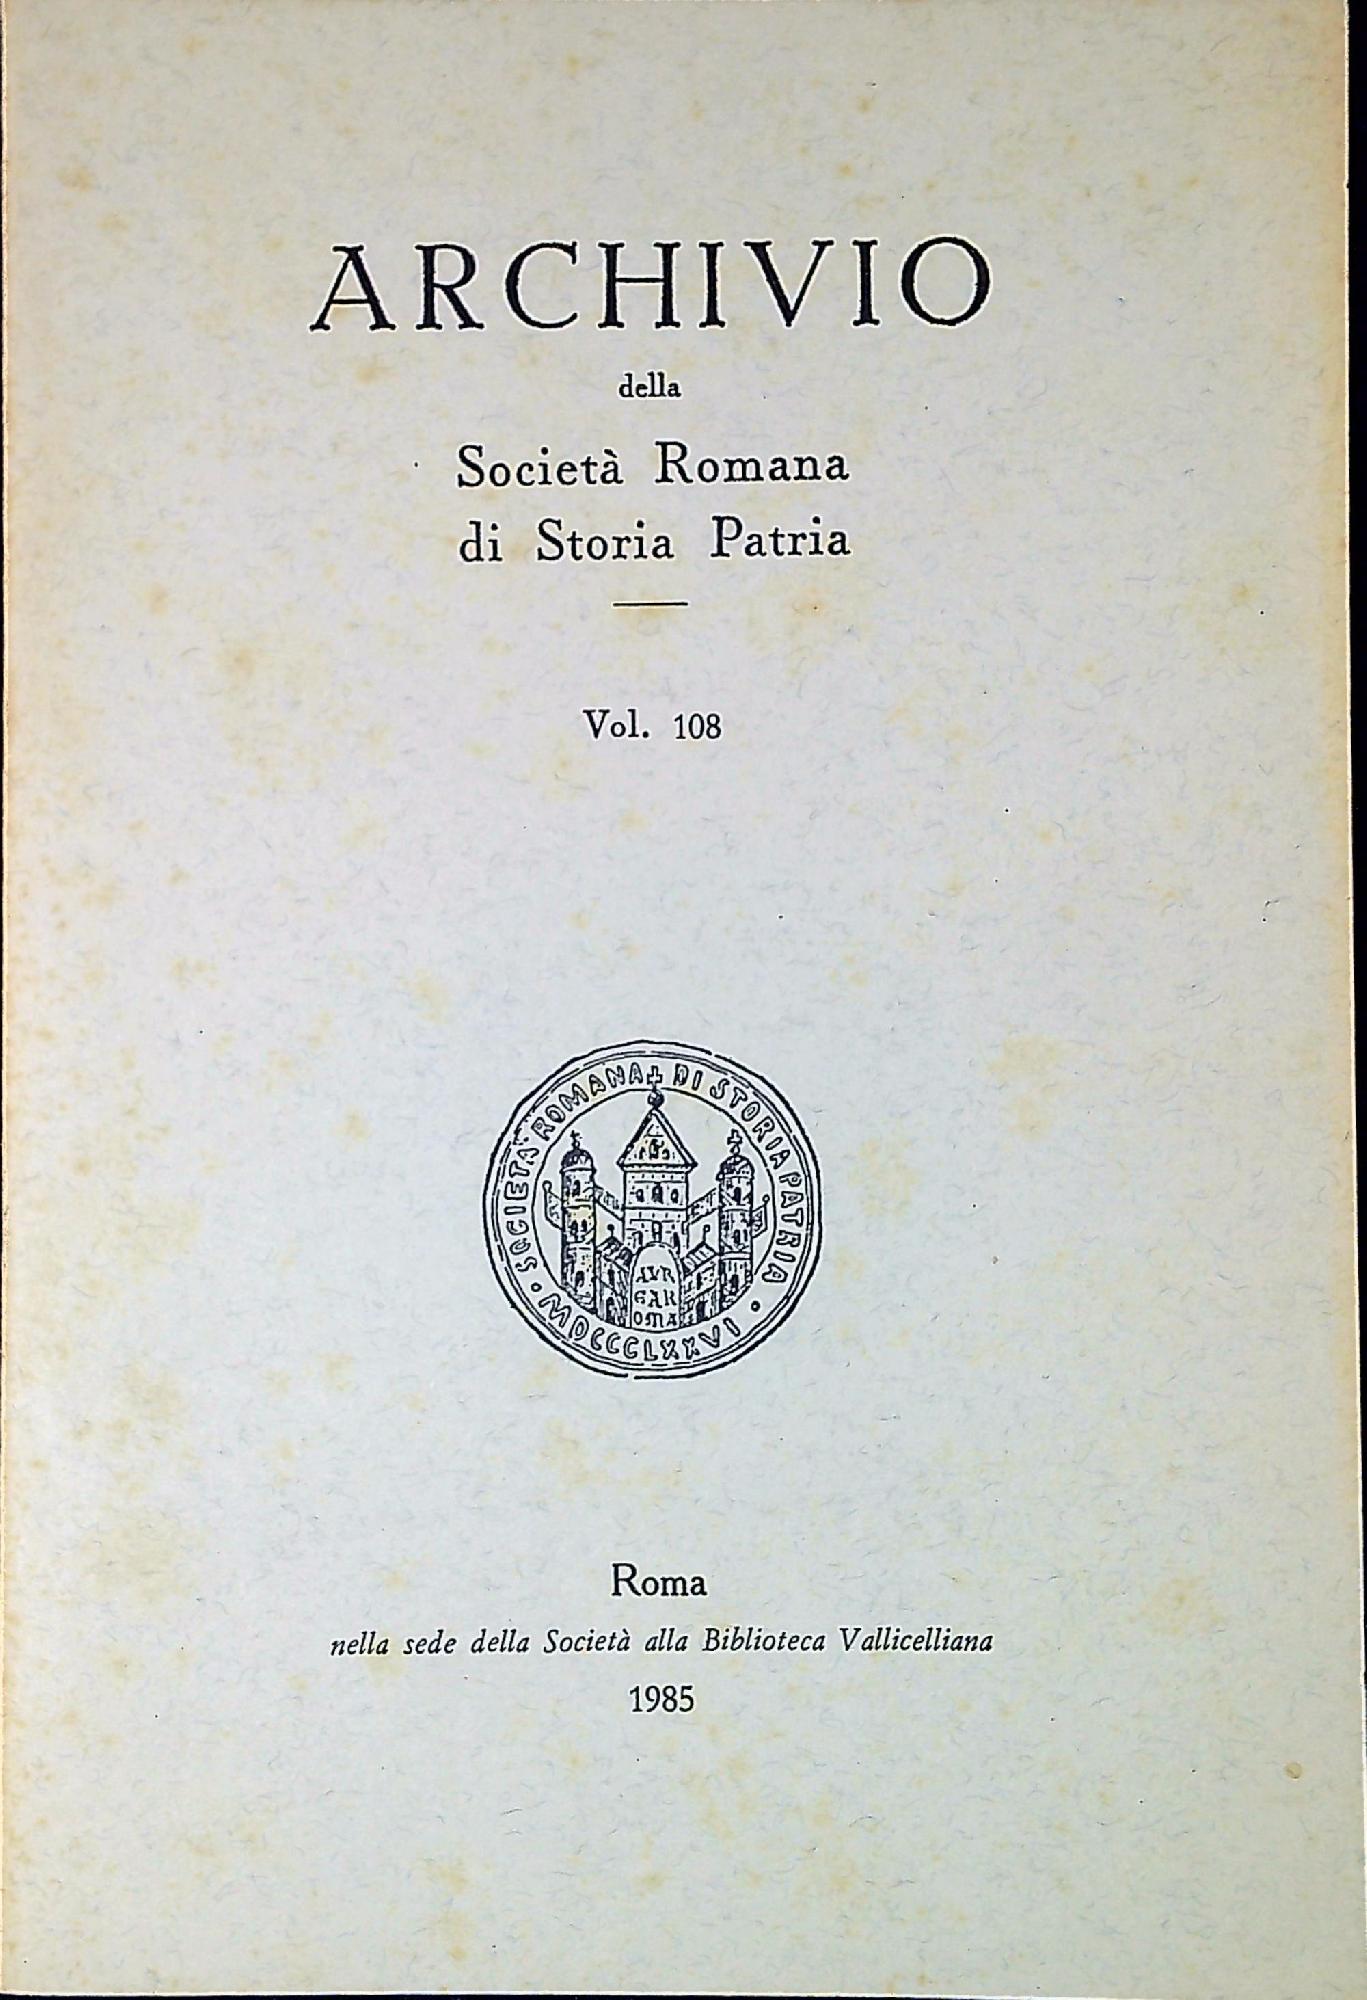 ARCHIVIO
della
Società Romana
di Storia Patria
Vol. 108
SOCIETA ROMANA DI STORIA PATRIA
AVR
EAR
OMA
MDCCCLXXVI
Roma
nella sede della Società alla Biblioteca Vallicelliana
1985